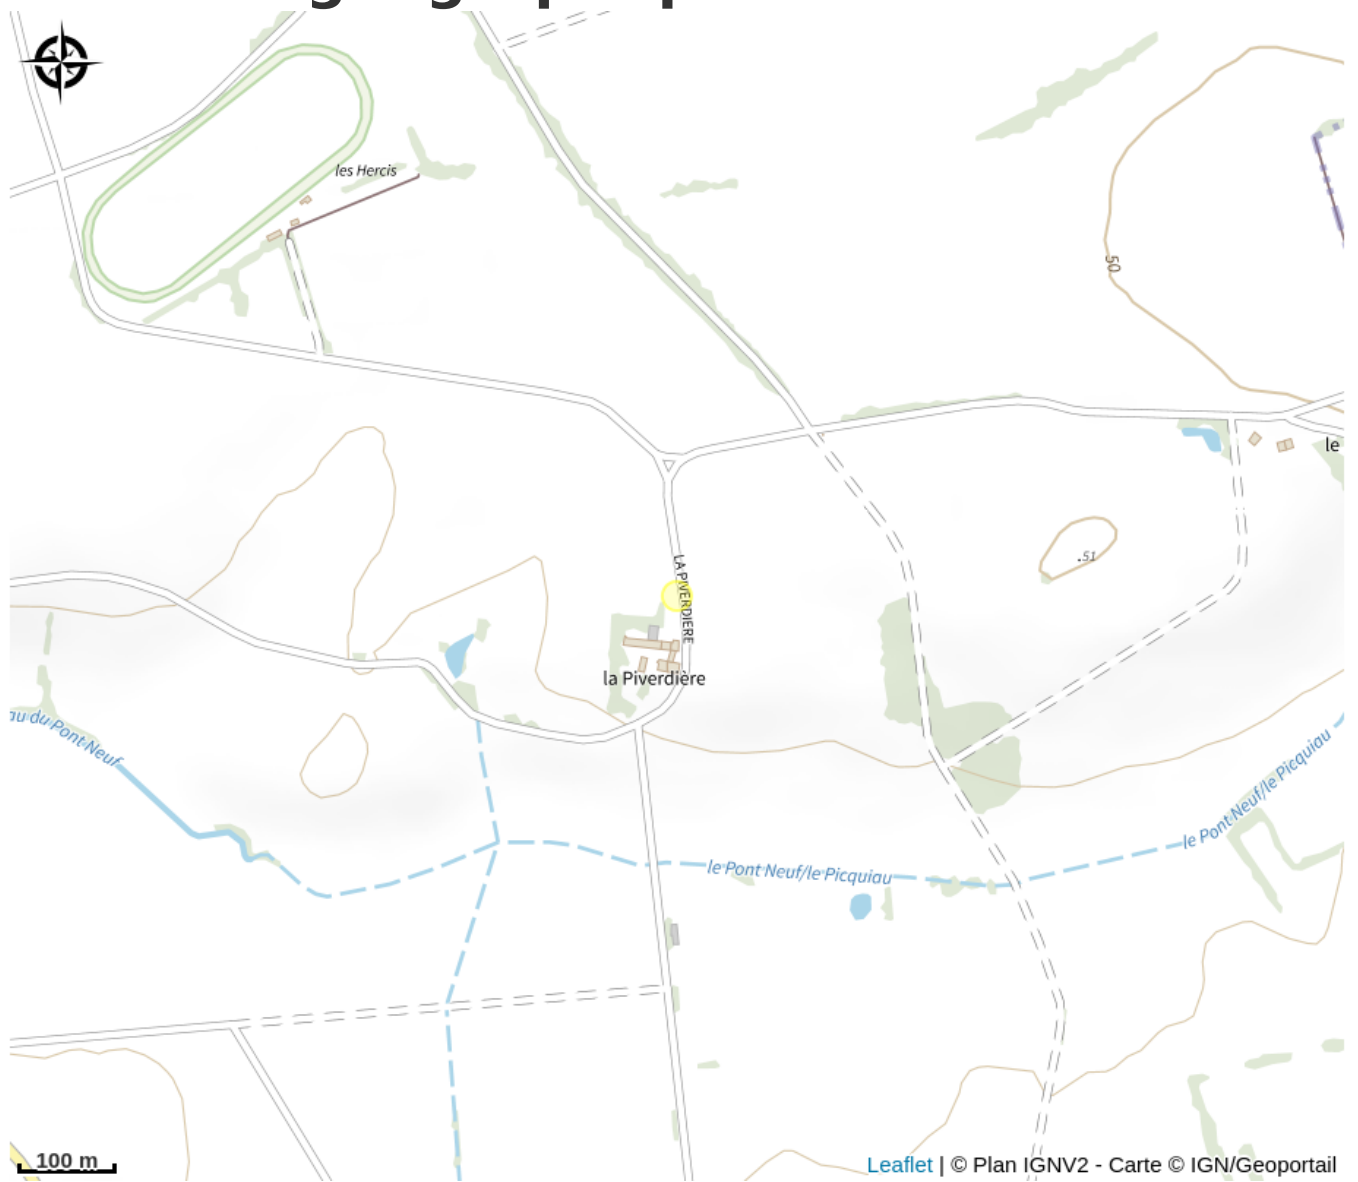 les Hercis
50
le
.51
LA PIVERDIERE
la Piverdière
au du Pont Neuf
le Pont Neuf/le Picquiau
le Pont Neuf/le Picquiau
100 m
Leaflet | © Plan IGNV2 - Carte © IGN/Geoportail